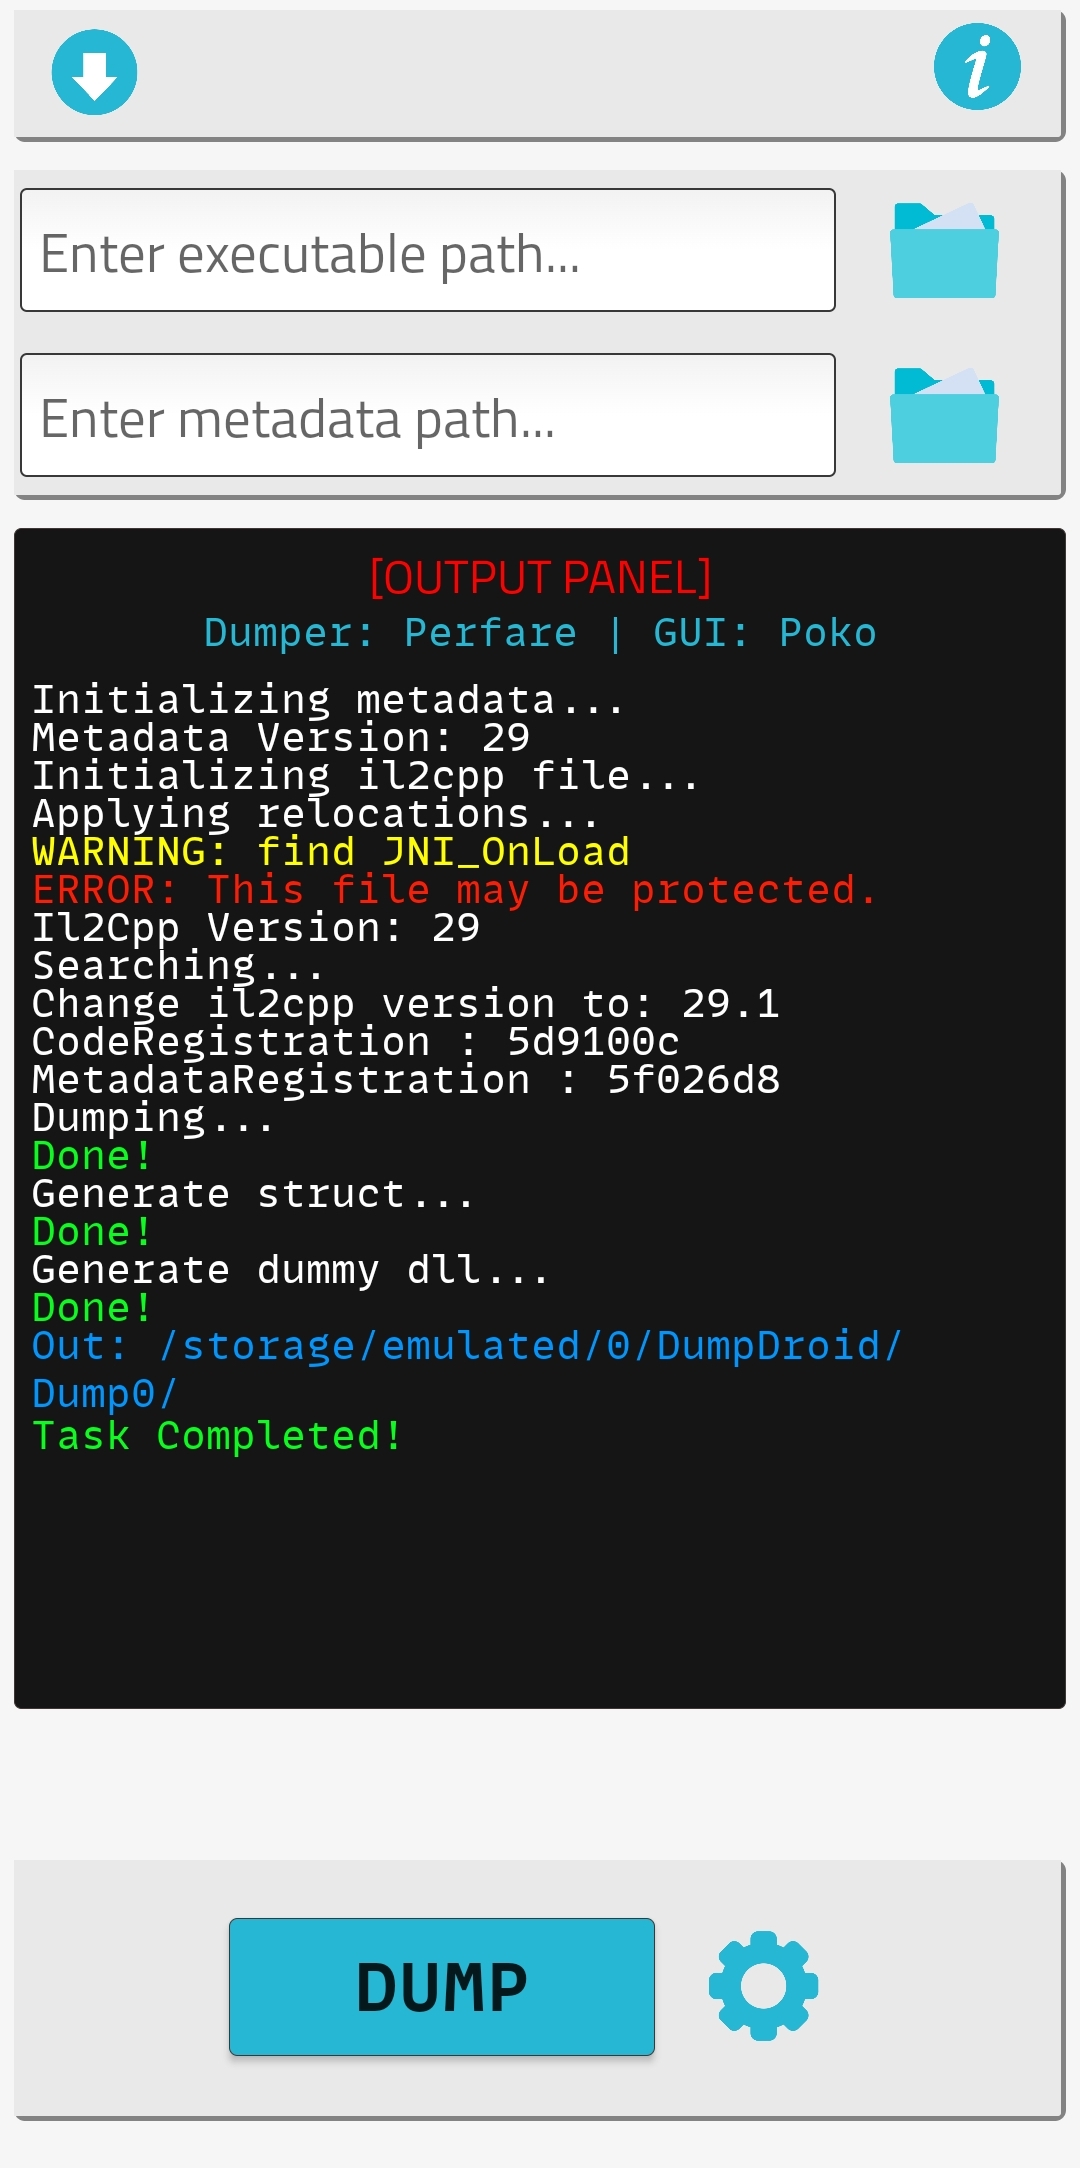 i
Enter executable path...
Enter metadata path...
[OUTPUT PANEL]
Dumper: Perfare | GUI: Poko
Initializing metadata...
Metadata Version: 29
Initializing il2cpp file...
Applying relocations...
WARNING: find JNI_OnLoad
ERROR: This file may be protected.
Il2Cpp Version: 29
Searching...
Change il2cpp version to: 29.1
CodeRegistration : 5d9100c
MetadataRegistration : 5f026d8
Dumping...
Done!
Generate struct...
Done!
Generate dummy dll...
Done!
Out: /storage/emulated/0/DumpDroid/
Dump0/
Task Completed!
DUMP